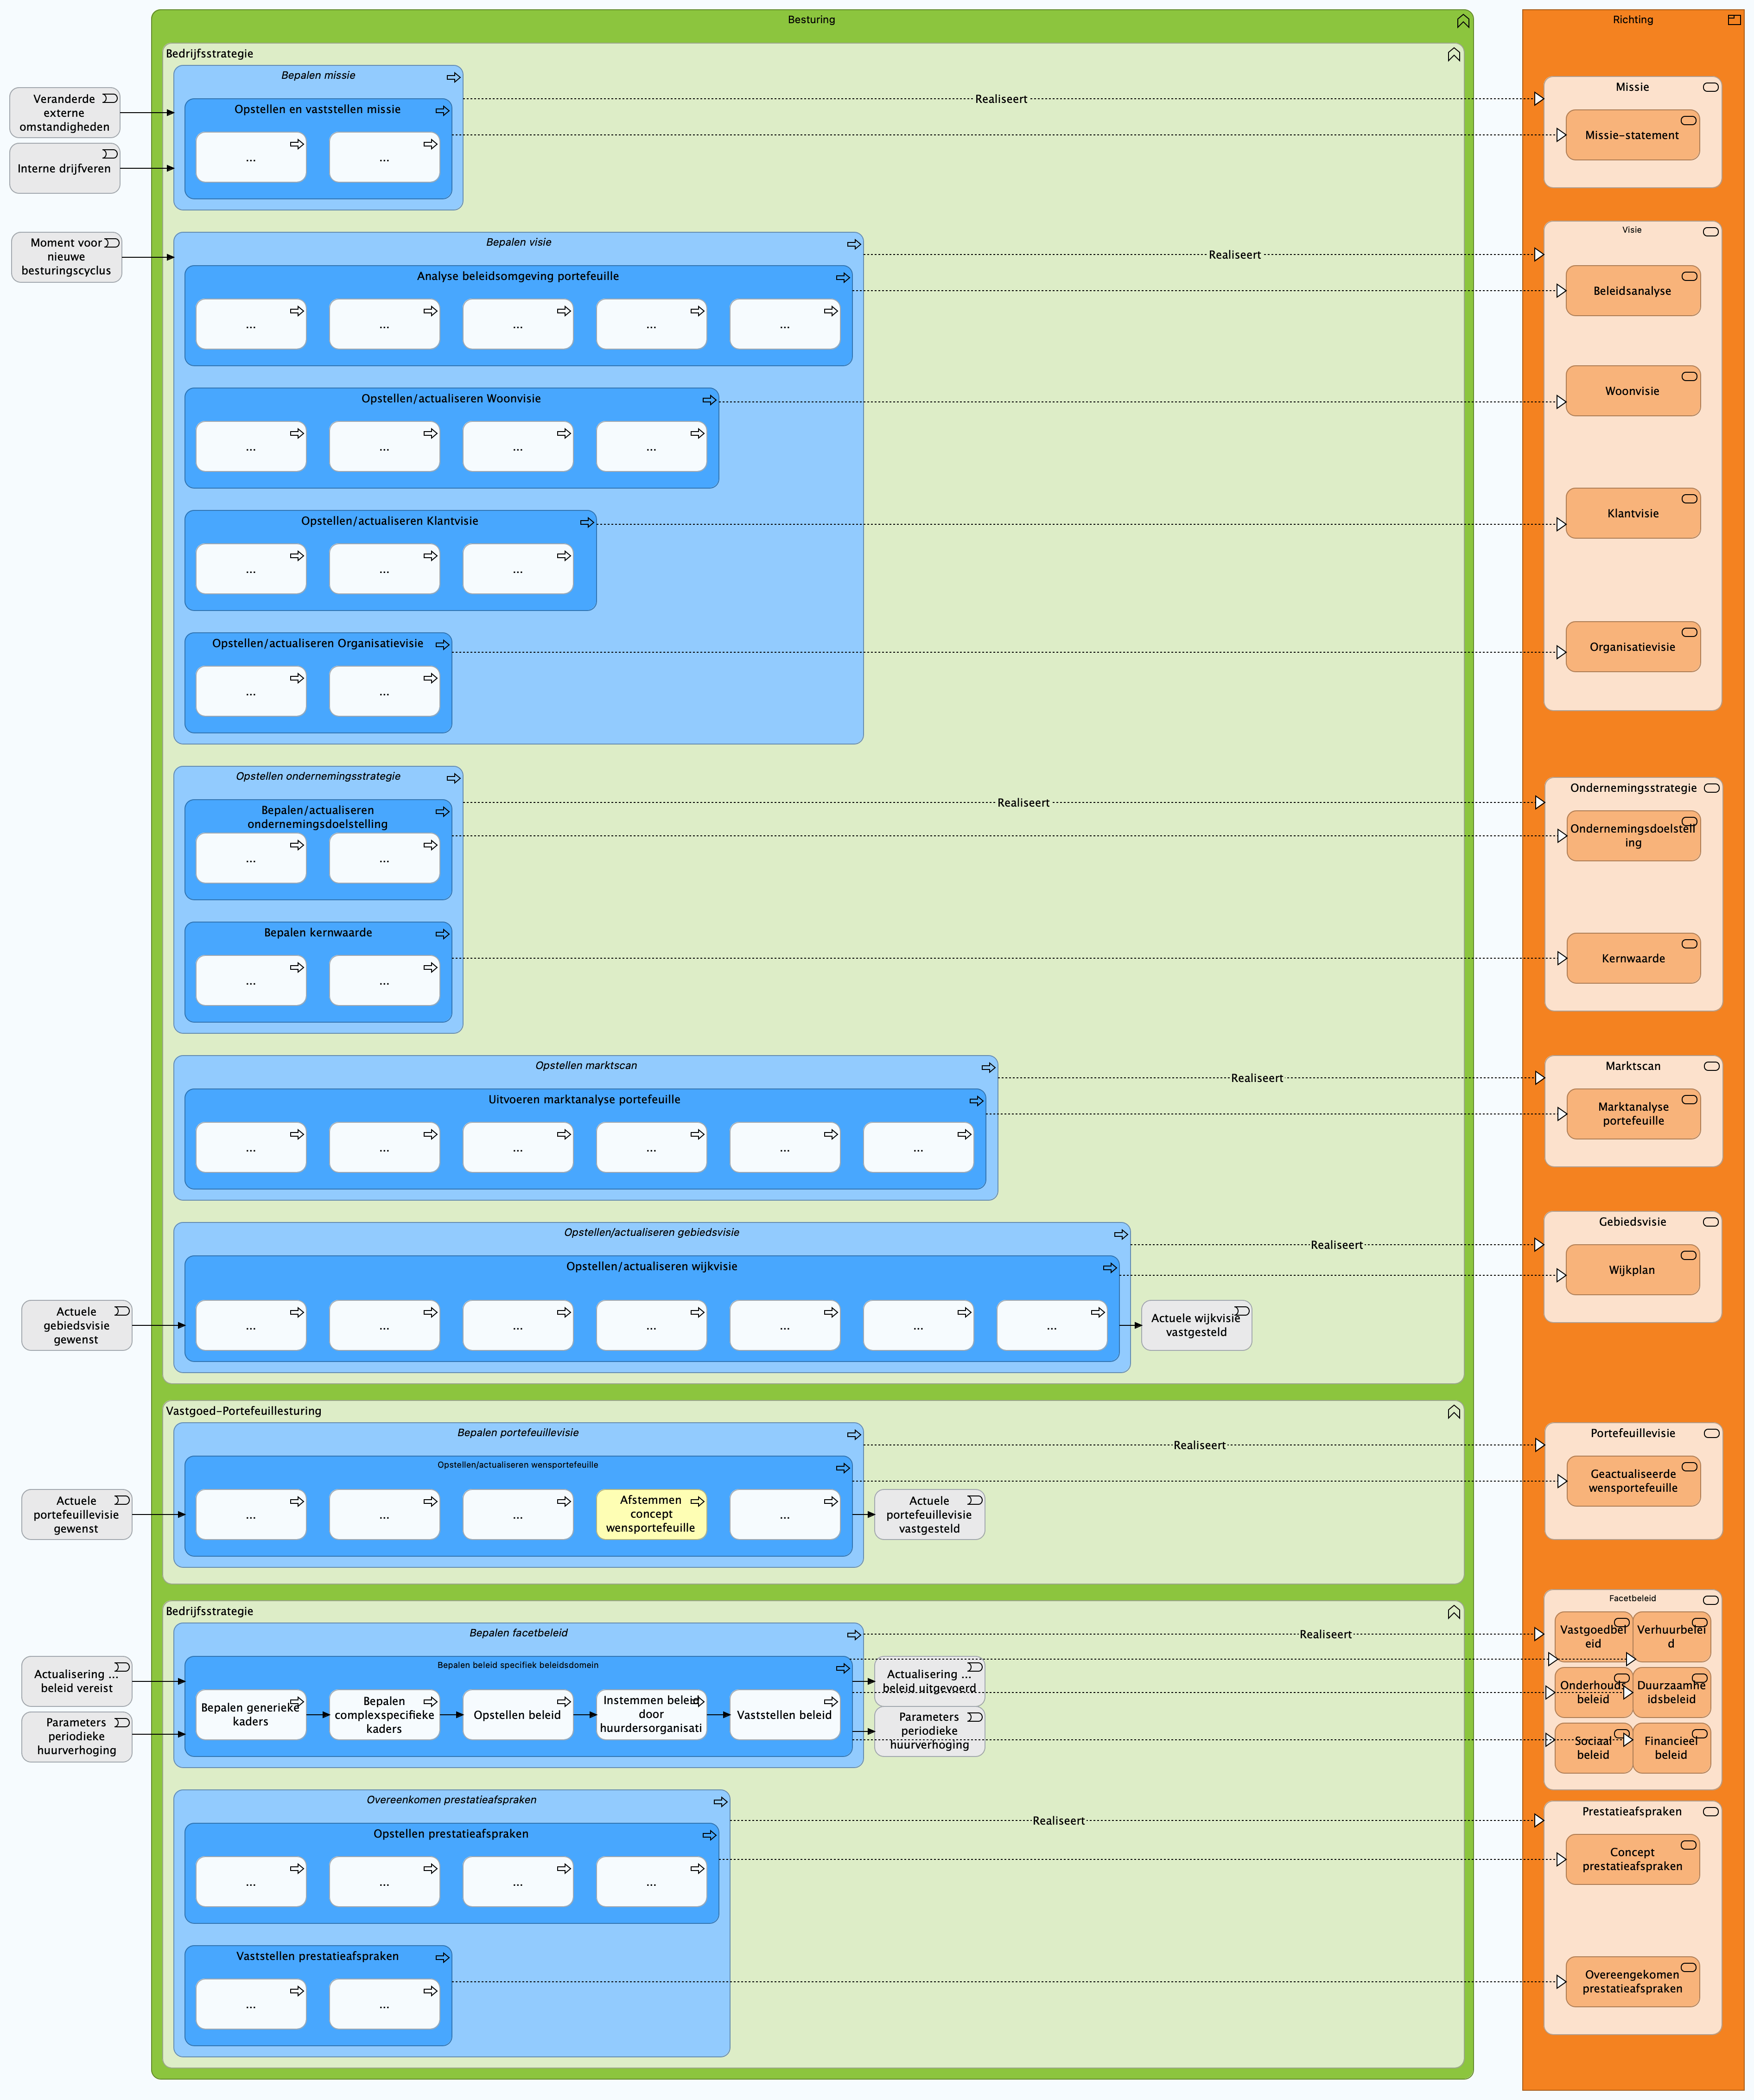 Besturing
Richting
Bedrijfsstrategie
Bepalen missie
Veranderde
externe
omstandigheden
Interne drijfveren
Opstellen en vaststellen missie
...
...
Realiseert
Missie
Missie-statement
Moment voor
nieuwe
besturingscyclus
Bepalen visie
Realiseert
Visie
Analyse beleidsomgeving portefeuille
...
...
...
...
...
Beleidsanalyse
Opstellen/actualiseren Woonvisie
...
...
...
...
Woonvisie
Opstellen/actualiseren Klantvisie
...
...
...
Klantvisie
Opstellen/actualiseren Organisatievisie
...
...
Organisatievisie
Opstellen ondernemingsstrategie
Realiseert
Ondernemingsstrategie
Bepalen/actualiseren
ondernemingsdoelstelling
...
...
Ondernemingsdoelstell
ing
Bepalen kernwaarde
...
...
Kernwaarde
Opstellen marktscan
Realiseert
Marktscan
Uitvoeren marktanalyse portefeuille
...
...
...
...
...
...
Marktanalyse
portefeuille
Opstellen/actualiseren gebiedsvisie
Realiseert
Gebiedsvisie
Opstellen/actualiseren wijkvisie
Wijkplan
Actuele
gebiedsvisie
gewenst
...
...
...
...
...
...
...
Actuele wijkvisie
vastgesteld
Vastgoed-Portefeuillesturing
Bepalen portefeuillevisie
Realiseert
Portefeuillevisie
Opstellen/actualiseren wensportefeuille
Geactualiseerde
wensportefeuille
Actuele
portefeuillevisie
gewenst
...
...
...
Afstemmen
concept
wensportefeuille
...
Actuele
portefeuillevisie
vastgesteld
Bedrijfsstrategie
Bepalen facetbeleid
Realiseert
Facetbeleid
Vastgoedbel
eid
Verhuurbelei
d
Bepalen beleid specifiek beleidsdomein
Actualisering ...
beleid vereist
Parameters
periodieke
huurverhoging
Bepalen generieke
kaders
Bepalen
complexspecifieke
kaders
Opstellen beleid
Instemmen beleid
door
huurdersorganisati
Vaststellen beleid
Actualisering ...
beleid uitgevoerd
Parameters
periodieke
huurverhoging
Onderhouds
beleid
Duurzaamhe
idsbeleid
Sociaal
beleid
Financieel
beleid
Overeenkomen prestatieafspraken
Realiseert
Prestatieafspraken
Opstellen prestatieafspraken
...
...
...
...
Concept
prestatieafspraken
Vaststellen prestatieafspraken
...
...
Overeengekomen
prestatieafspraken